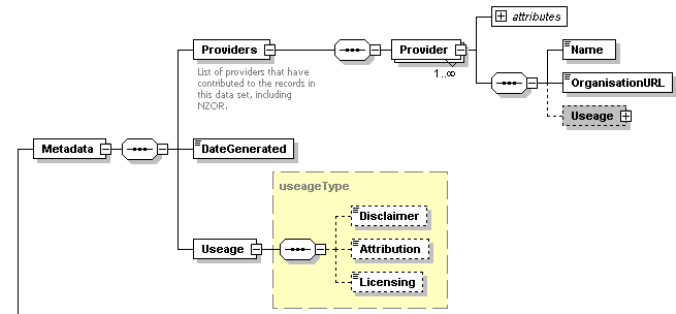 attributes
Providers
Provider
Name
1..∞
List of providers that have
contributed to the records in
this data set, including
NZOR.
OrganisationURL
Useage
Metadata
DateGenerated
useageType
Disclaimer
Useage
Attribution
Licensing